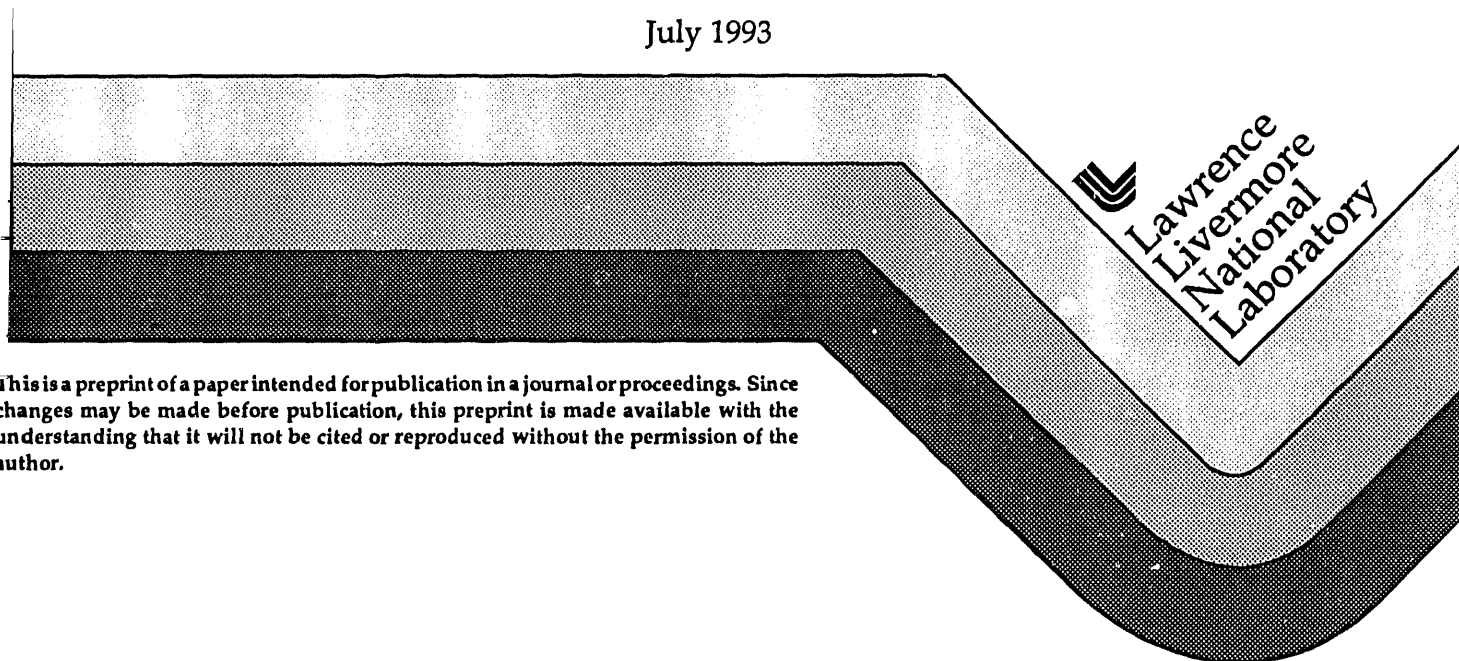 July 1993
Lawrence
Livermore
National
Laboratory
This is a preprint of a paper intended for publication in a journal or proceedings. Since
changes may be made before publication, this preprint is made available with the
understanding that it will not be cited or reproduced without the permission of the
author.